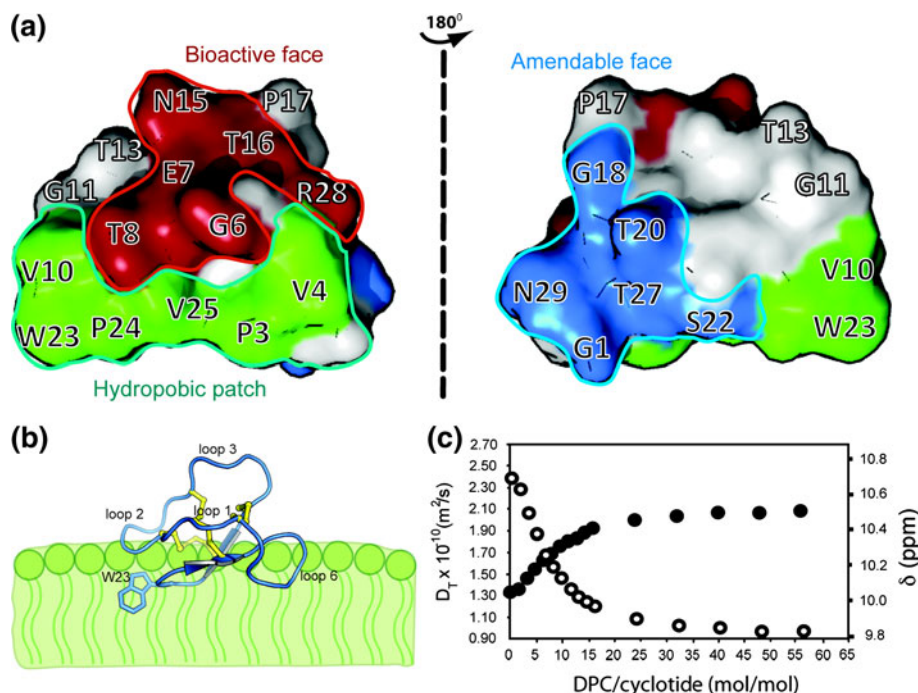 (a)
180⁰
Bioactive face
Amendable face
N15
P17
T13
T16
E7
G11
R28
T8
G6
V10
V25
V4
W23
P24
P3
Hydropobic patch
P17
T13
G18
G11
T20
V10
N29
T27
S22
W23
G1
(b)
loop 3
loop 2
loop 1
W23
loop 6
(c)
2.70
2.50
2.30
2.10
1.90
1.70
1.50
1.30
1.10
0.90
D_T x 10⁻¹⁰(m²/s)
10.8
10.6
10.4
10.2
10.0
9.8
δ (ppm)
0 5 10 15 20 25 30 35 40 45 50 55 60 65
DPC/cyclotide (mol/mol)